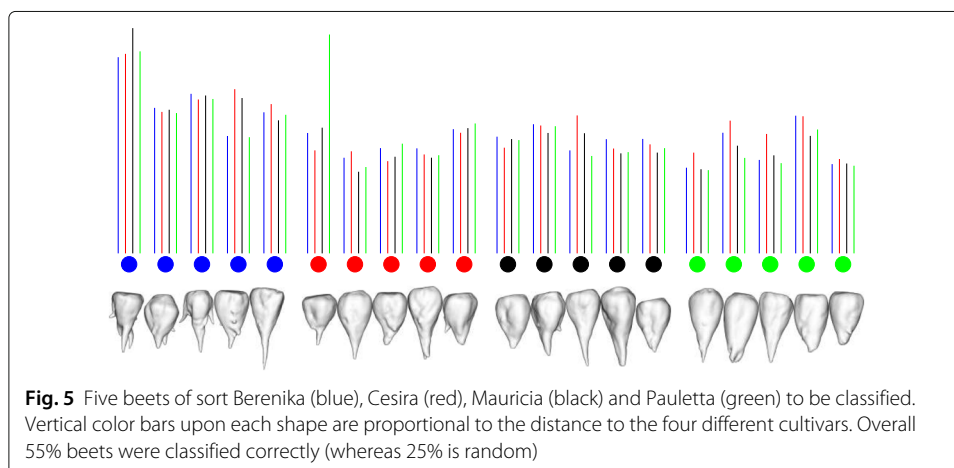 Fig. 5 Five beets of sort Berenika (blue), Cesira (red), Mauricia (black) and Pauletta (green) to be classified.
Vertical color bars upon each shape are proportional to the distance to the four different cultivars. Overall
55% beets were classified correctly (whereas 25% is random)